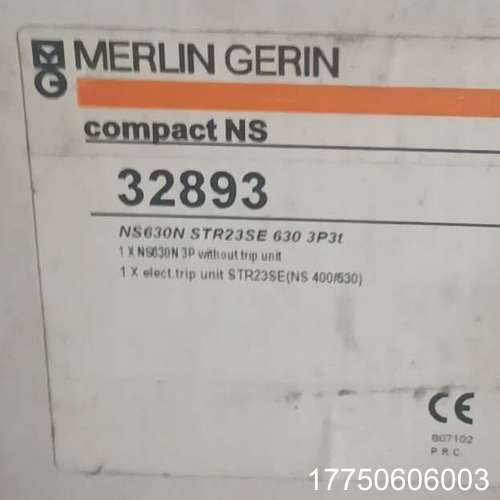 MG
MERLIN GERIN
compact NS
32893
NS630N STR23SE 630 3P3t
1 X NS630N 3P without trip unit
1 X elect.trip unit STR23SE(NS 400/630)
CE
B07102
P.R.C.
17750606003